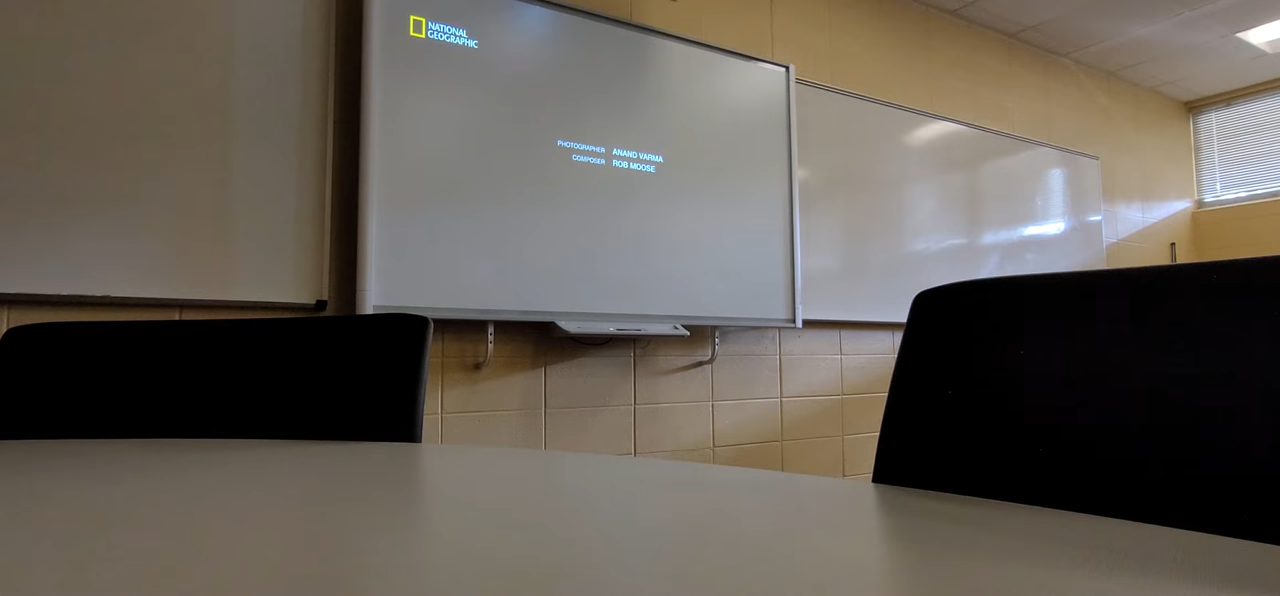 NATIONAL
GEOGRAPHIC
PHOTOGRAPHER ANAND VARMA
COMPOSER ROB MOOSE